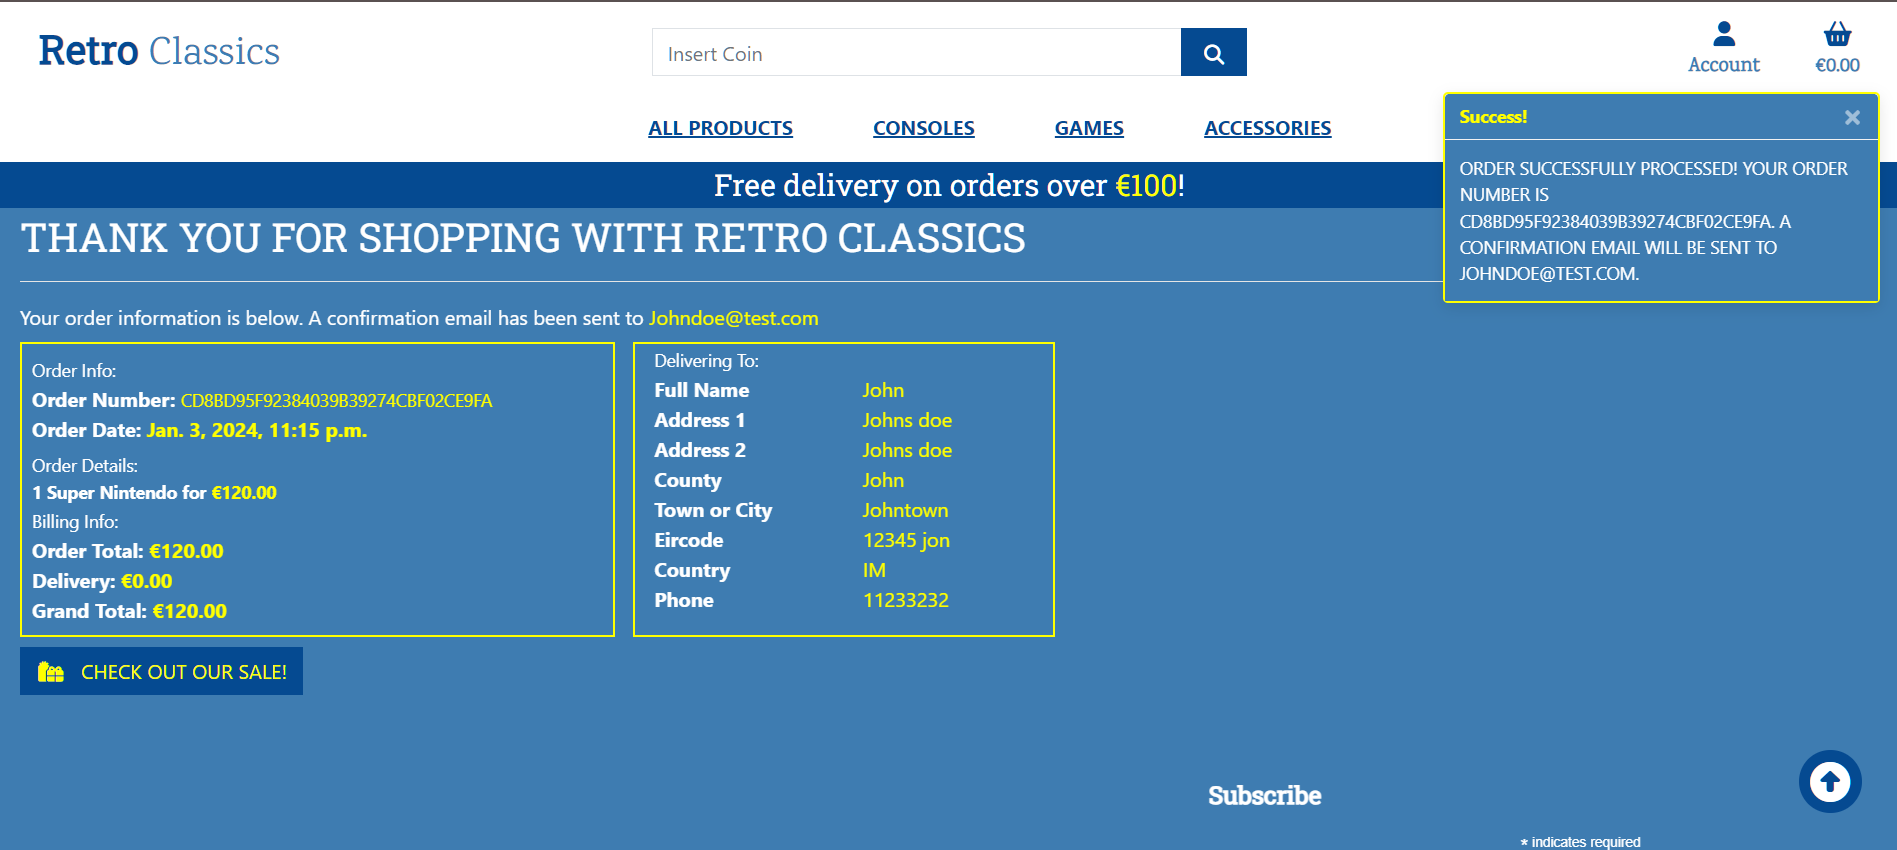 Retro Classics
Insert Coin
Account
€0.00
ALL PRODUCTS
CONSOLES
GAMES
ACCESSORIES
Success!
ORDER SUCCESSFULLY PROCESSED! YOUR ORDER
NUMBER IS
CD8BD95F92384039B39274CBF02CE9FA. A
CONFIRMATION EMAIL WILL BE SENT TO
JOHNDOE@TEST.COM.
Free delivery on orders over €100!
THANK YOU FOR SHOPPING WITH RETRO CLASSICS
Your order information is below. A confirmation email has been sent to Johndoe@test.com
Order Info:
Order Number: CD8BD95F92384039B39274CBF02CE9FA
Order Date: Jan. 3, 2024, 11:15 p.m.
Order Details:
1 Super Nintendo for €120.00
Billing Info:
Order Total: €120.00
Delivery: €0.00
Grand Total: €120.00
Delivering To:
Full Name John
Address 1 Johns doe
Address 2 Johns doe
County John
Town or City Johntown
Eircode 12345 jon
Country IM
Phone 11233232
CHECK OUT OUR SALE!
Subscribe
* indicates required